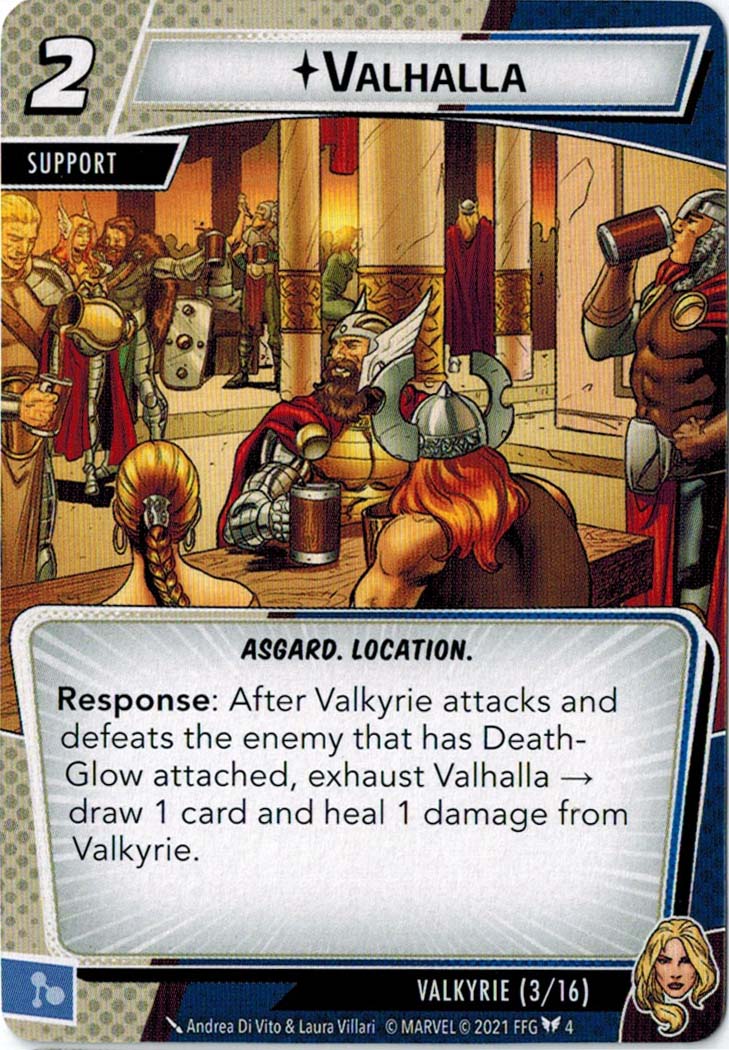 2
VALHALLA
SUPPORT
ASGARD. LOCATION.
Response: After Valkyrie attacks and
defeats the enemy that has Death-
Glow attached, exhaust Valhalla →
draw 1 card and heal 1 damage from
Valkyrie.
VALKYRIE (3/16)
Andrea Di Vito & Laura Villari © MARVEL © 2021 FFG 4